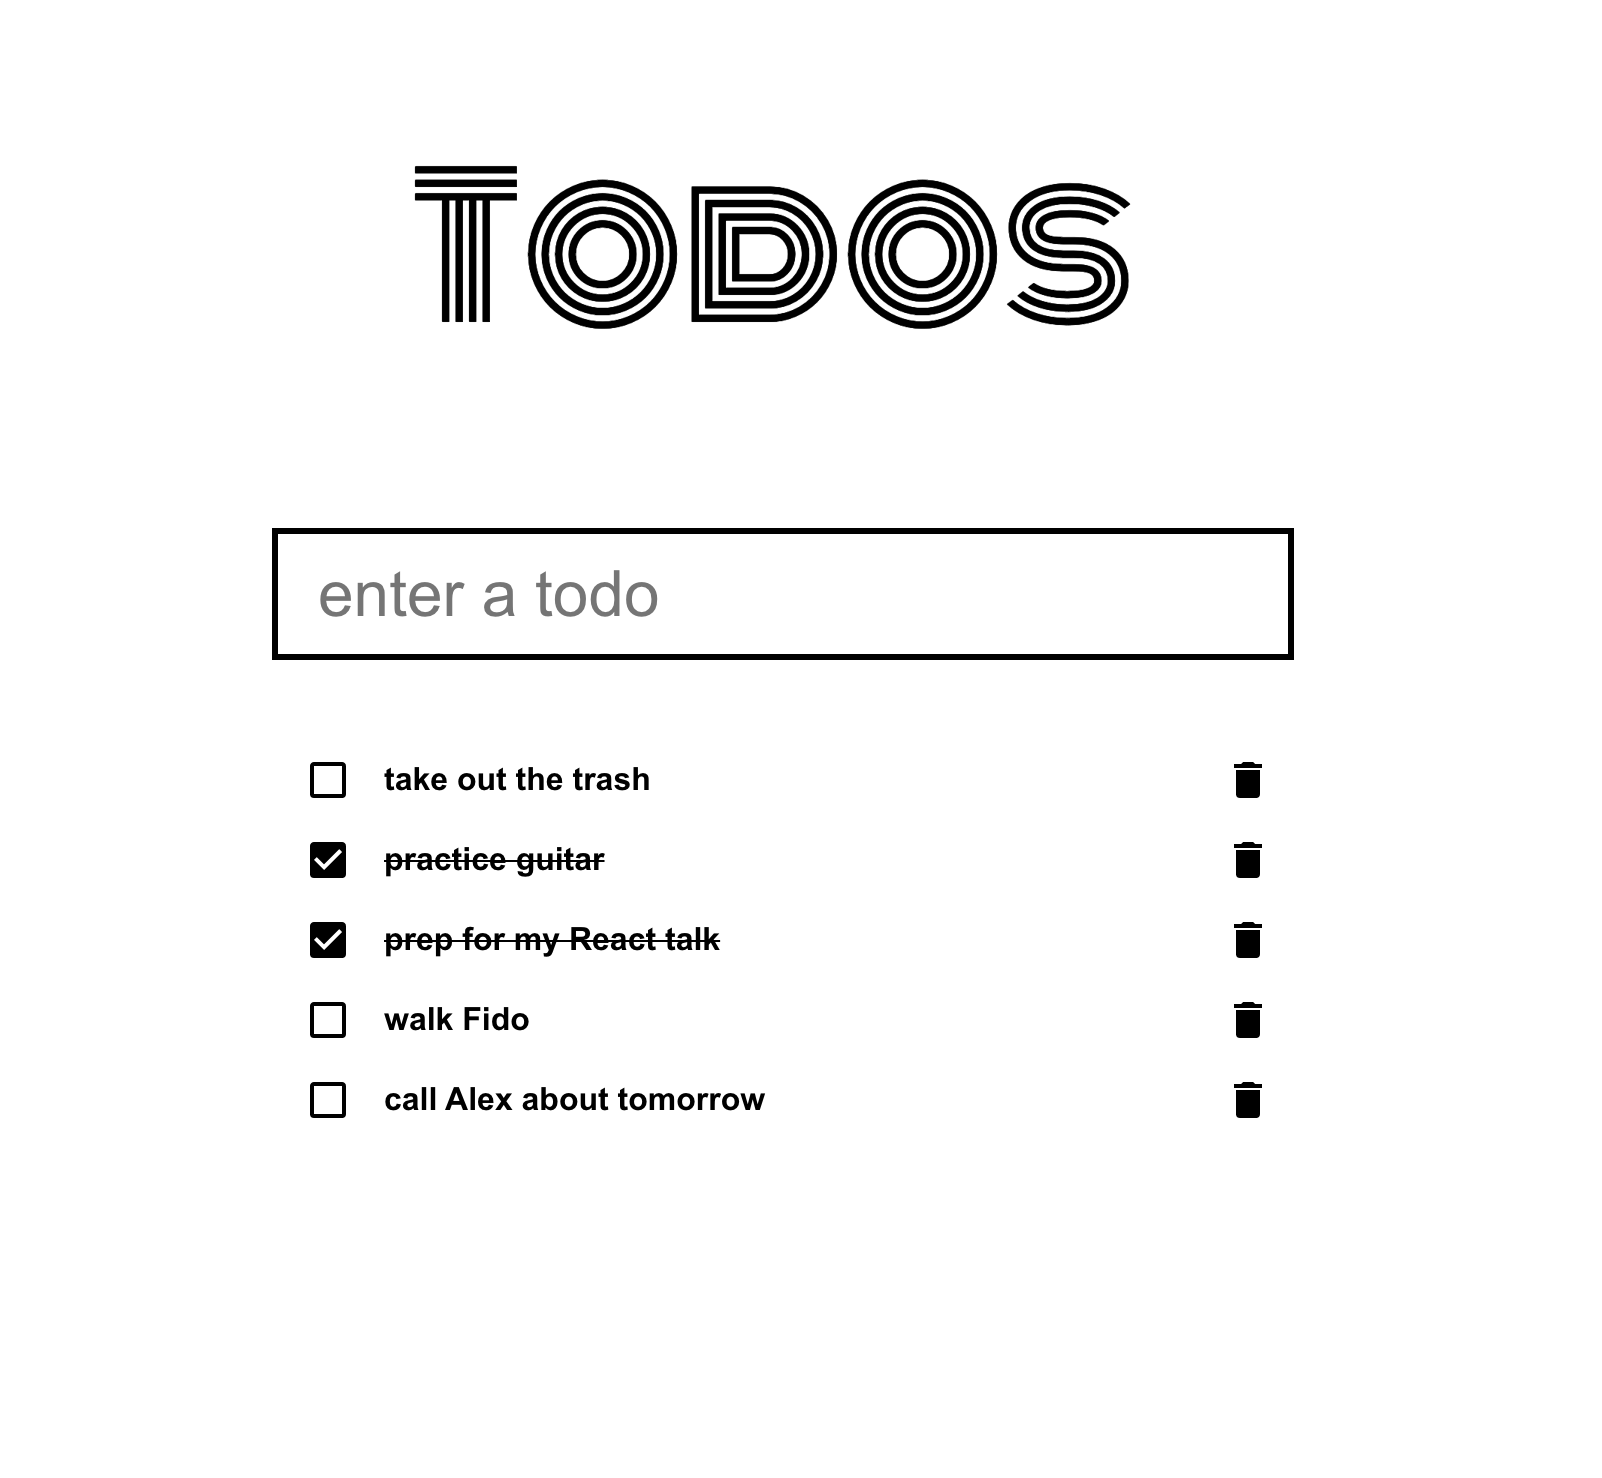 Todos
enter a todo
take out the trash
practice guitar
prep for my React talk
walk Fido
call Alex about tomorrow